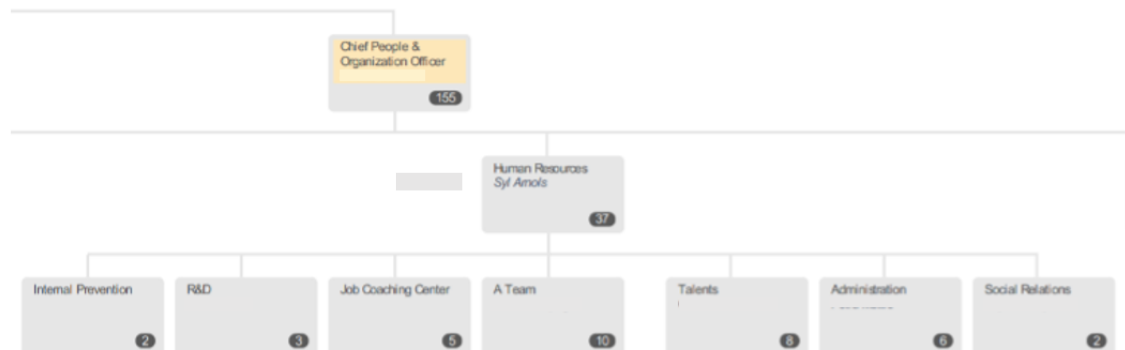 Chief People &
Organization Officer
155
Human Resources
Syl Arnols
37
Internal Prevention
2
R&D
3
Job Coaching Center
5
A Team
10
Talents
8
Administration
6
Social Relations
2